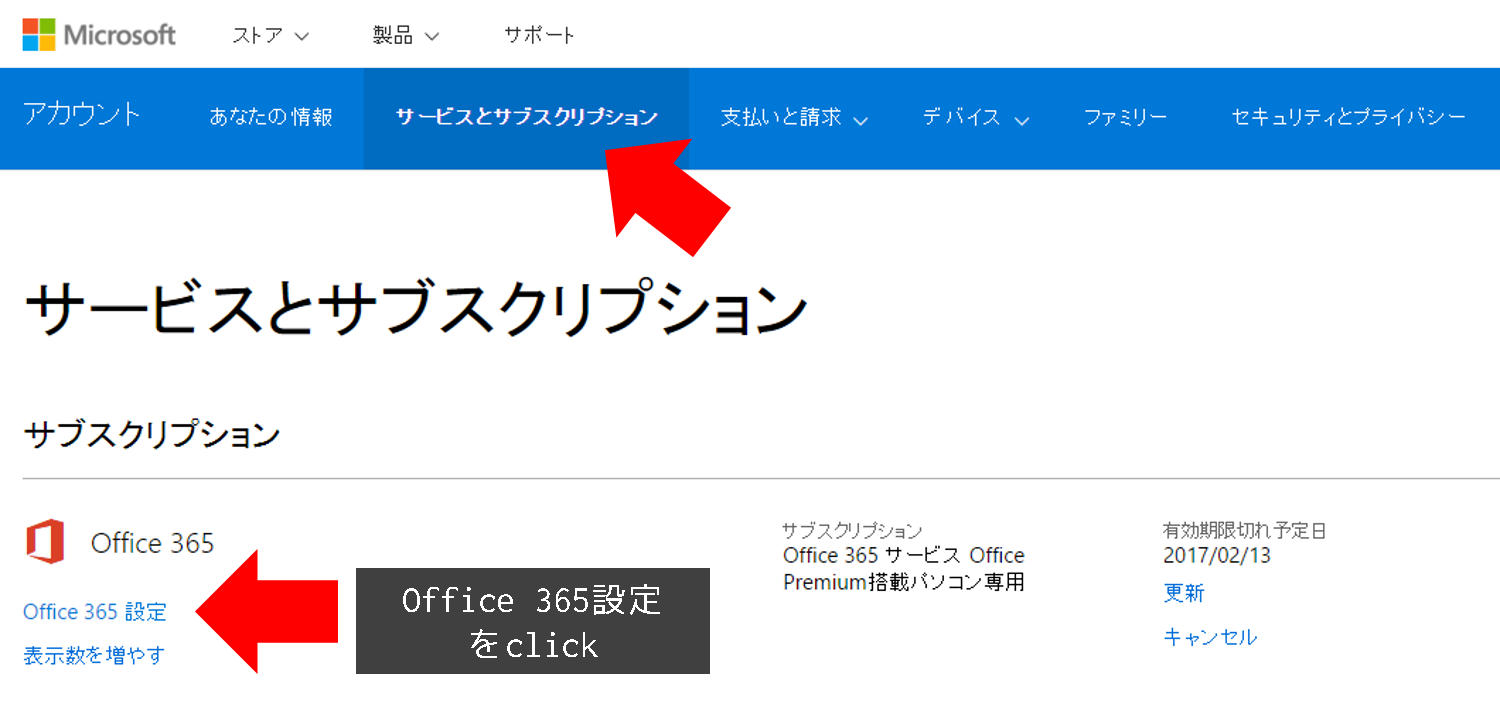 Microsoft ストア 製品 サポート
アカウント あなたの情報 サービスとサブスクリプション 支払いと請求 デバイス ファミリー セキュリティとプライバシー
サービスとサブスクリプション
サブスクリプション
Office 365
サブスクリプション
Office 365 サービス Office
Premium搭載パソコン専用
有効期限切れ予定日
2017/02/13
更新
キャンセル
Office 365 設定
表示数を増やす
Office 365設定
をclick